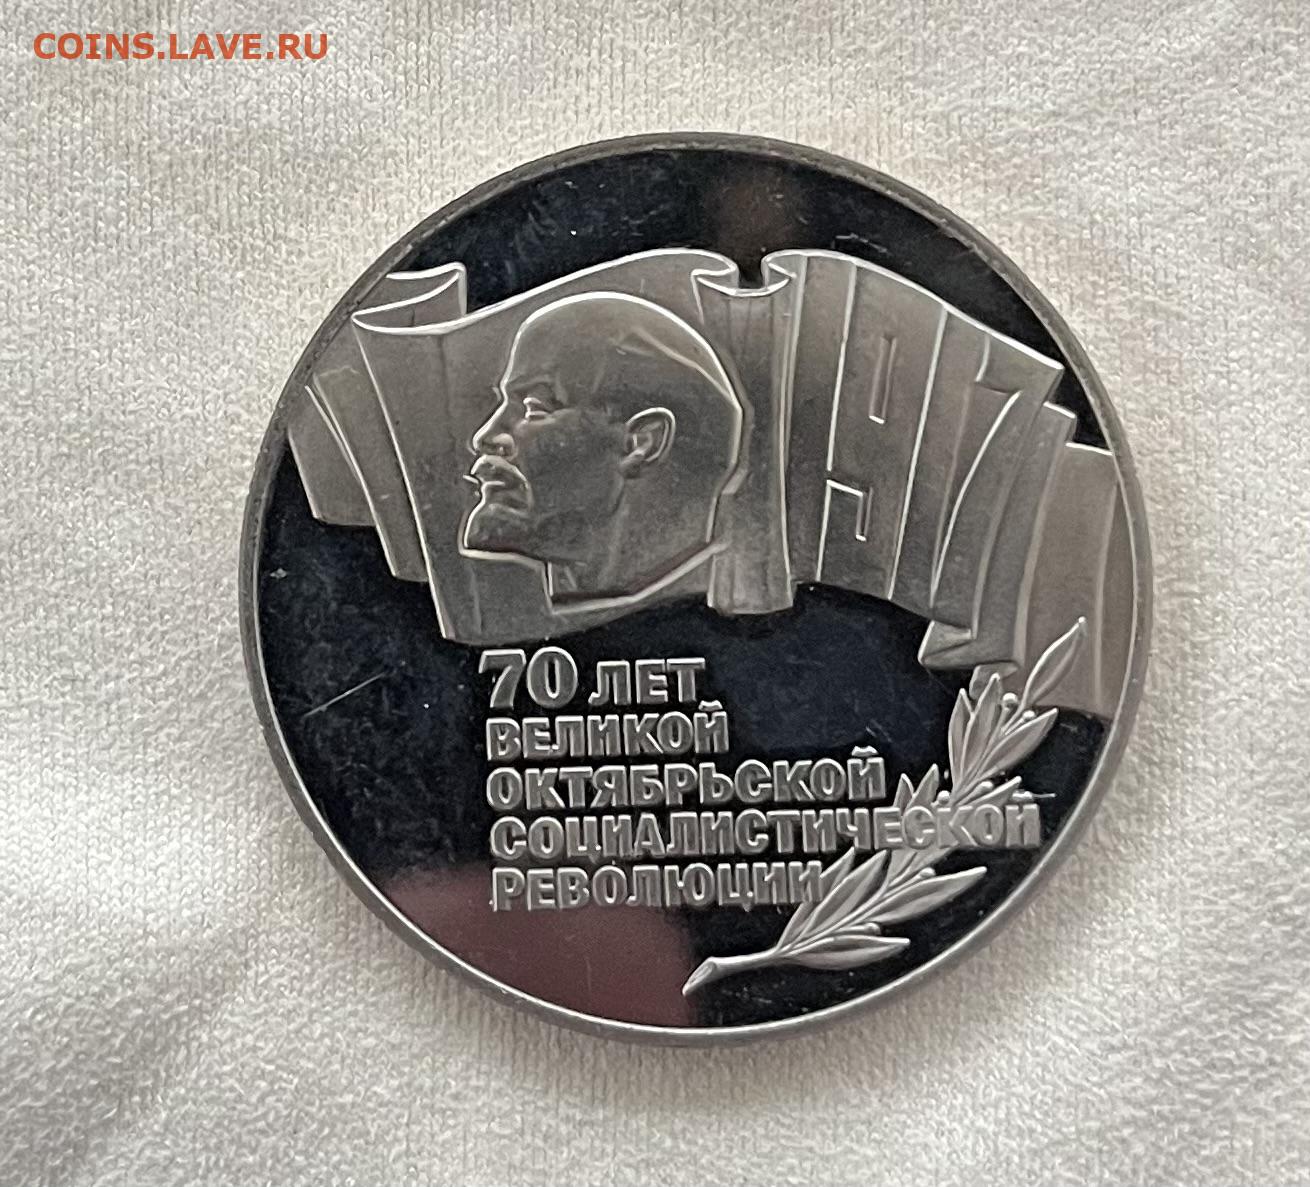 COINS.LAVE.RU
1917
70 ЛЕТ
ВЕЛИКОЙ
ОКТЯБРЬСКОЙ
СОЦИАЛИСТИЧЕСКОЙ
РЕВОЛЮЦИИ